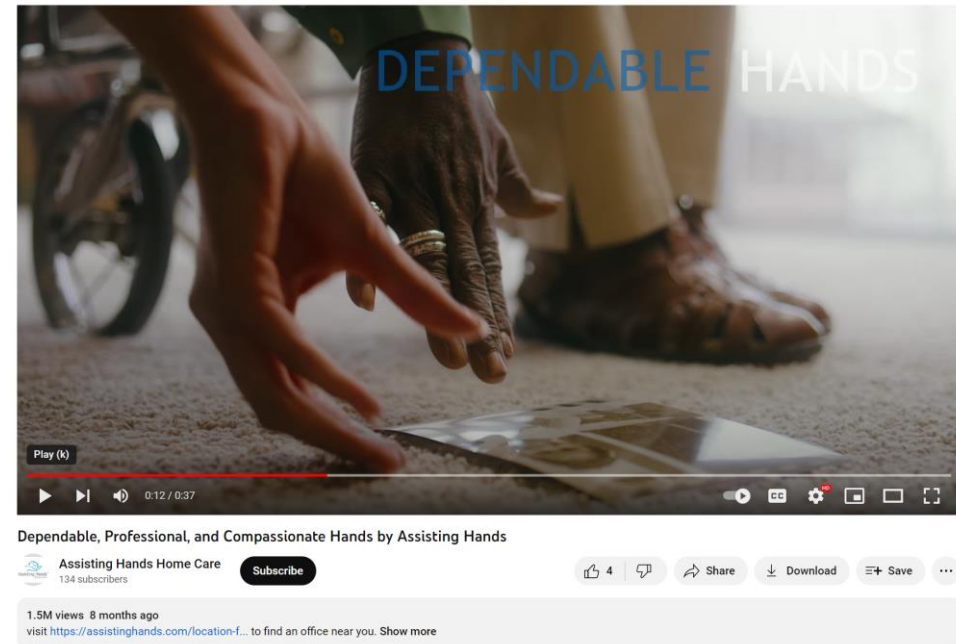 DEPENDABLE HANDS
Play (k)
0:12 / 0:37
CC
HD
Dependable, Professional, and Compassionate Hands by Assisting Hands
Assisting Hands Home Care
134 subscribers
Subscribe
4
Share
Download
Save
1.5M views 8 months ago
visit https://assistinghands.com/location-f... to find an office near you. Show more